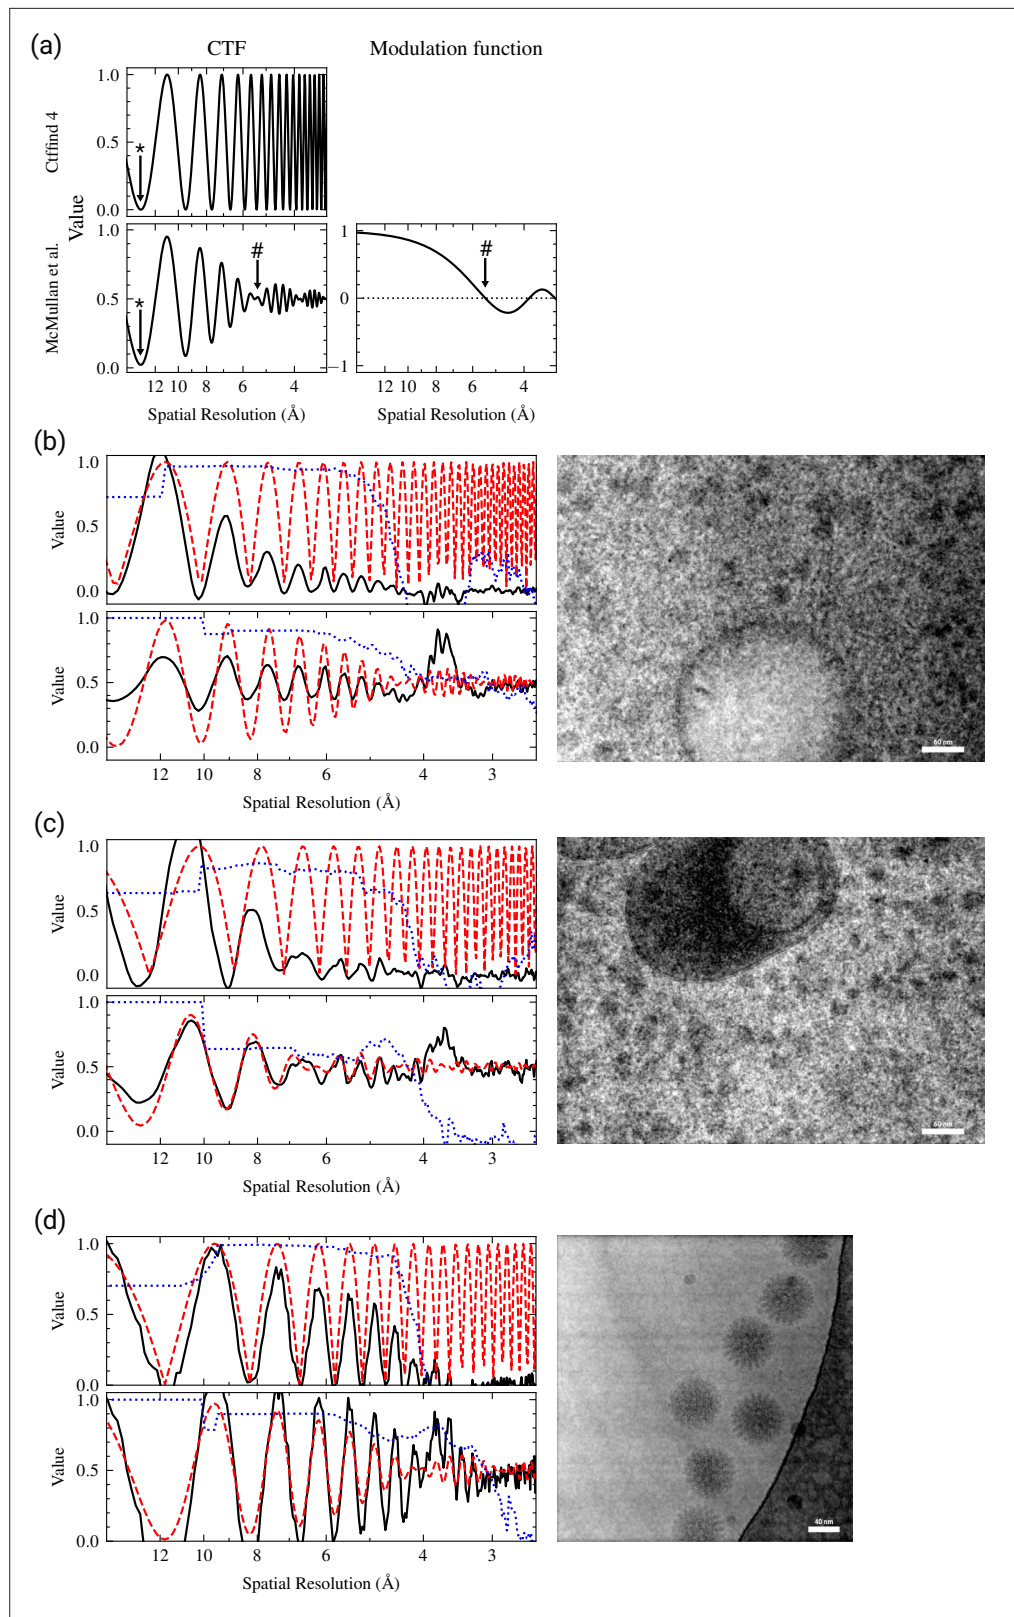 (a)
CTF Modulation function
Ctffind 4
1.0
0.5
0.0
*
Value
McMullan et al.
1.0
0.5
0.0
*
#
12 10 8 6 4
Spatial Resolution (Å)
1
0
−1
#
12 10 8 6 4
Spatial Resolution (Å)
(b)
Value
1.0
0.5
0.0
Value
1.0
0.5
0.0
12 10 8 6 4 3
Spatial Resolution (Å)
60 nm
(c)
Value
1.0
0.5
0.0
Value
1.0
0.5
0.0
12 10 8 6 4 3
Spatial Resolution (Å)
60 nm
(d)
Value
1.0
0.5
0.0
Value
1.0
0.5
0.0
12 10 8 6 4 3
Spatial Resolution (Å)
40 nm